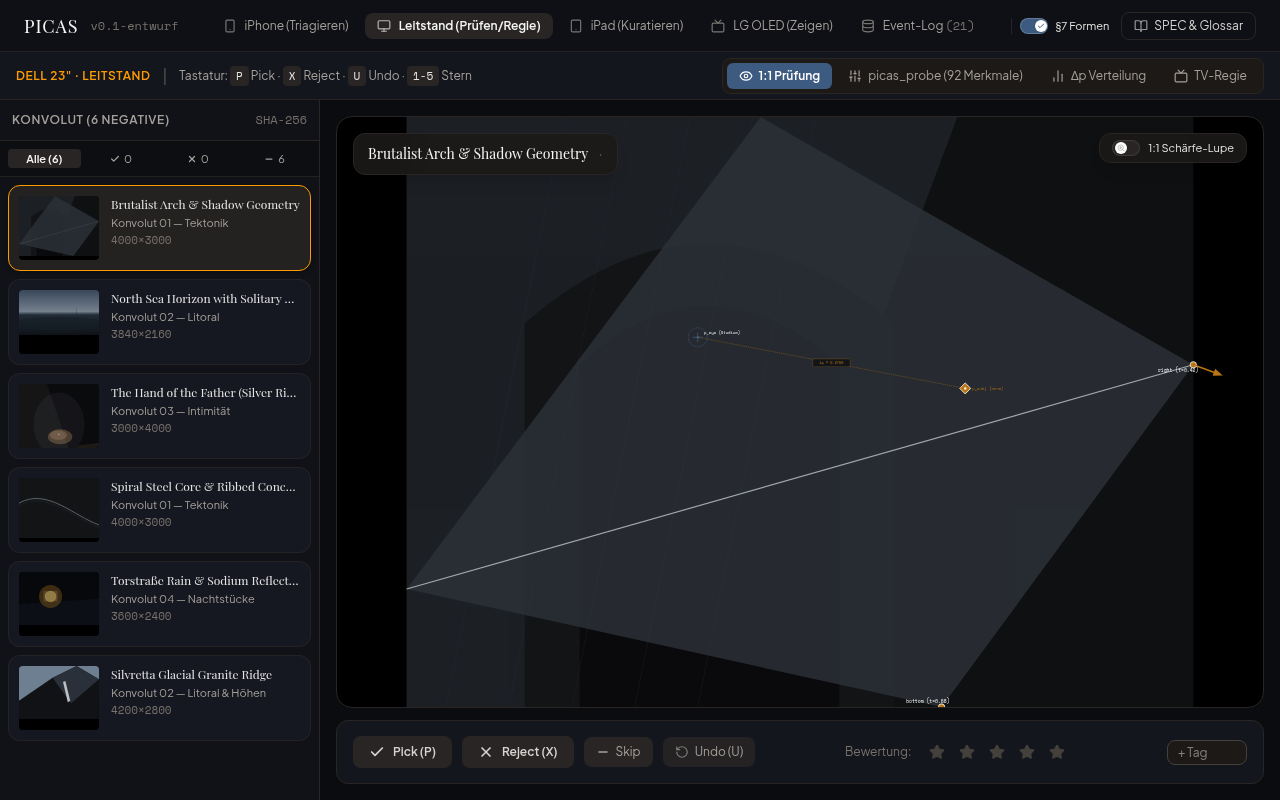 PICAS v0.1-entwurf iPhone (Triagieren) Leitstand (Prüfen/Regie) iPad (Kuratieren) LG OLED (Zeigen) Event-Log (21) §7 Formen SPEC & Glossar
DELL 23" · LEITSTAND Tastatur: P Pick · X Reject · U Undo · 1-5 Stern 1:1 Prüfung picas_probe (92 Merkmale) Δp Verteilung TV-Regie
KONVOLUT (6 NEGATIVE) SHA-256
Alle (6) 0 0 6
Brutalist Arch & Shadow Geometry
Konvolut 01 — Tektonik
4000×3000
North Sea Horizon with Solitary ...
Konvolut 02 — Litoral
3840×2160
The Hand of the Father (Silver Ri...
Konvolut 03 — Intimität
3000×4000
Spiral Steel Core & Ribbed Conc...
Konvolut 01 — Tektonik
4000×3000
Torstraße Rain & Sodium Reflect...
Konvolut 04 — Nachtstücke
3600×2400
Silvretta Glacial Granite Ridge
Konvolut 02 — Litoral & Höhen
4200×2800
Brutalist Arch & Shadow Geometry ·
1:1 Schärfe-Lupe
right (t=0.42)
bottom (t=0.68)
Pick (P) Reject (X) Skip Undo (U) Bewertung: + Tag